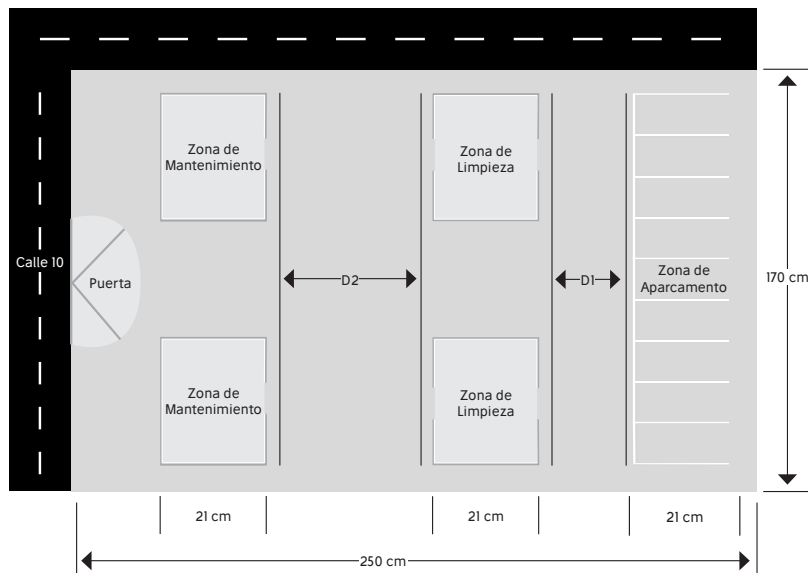 Zona de
Mantenimiento
Zona de
Limpieza
Calle 10
Puerta
D2
D1
Zona de
Aparcamento
170 cm
Zona de
Mantenimiento
Zona de
Limpieza
21 cm
21 cm
21 cm
250 cm